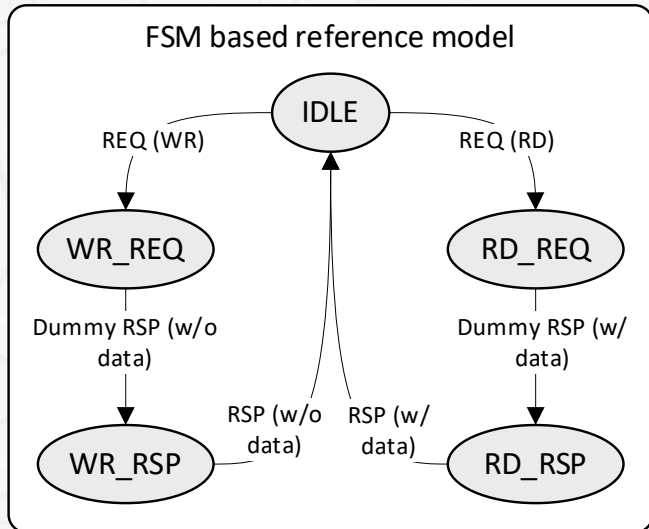 FSM based reference model
IDLE
REQ (WR)
REQ (RD)
WR_REQ
RD_REQ
Dummy RSP (w/o
data)
Dummy RSP (w/
data)
RSP (w/o
data)
RSP (w/
data)
WR_RSP
RD_RSP